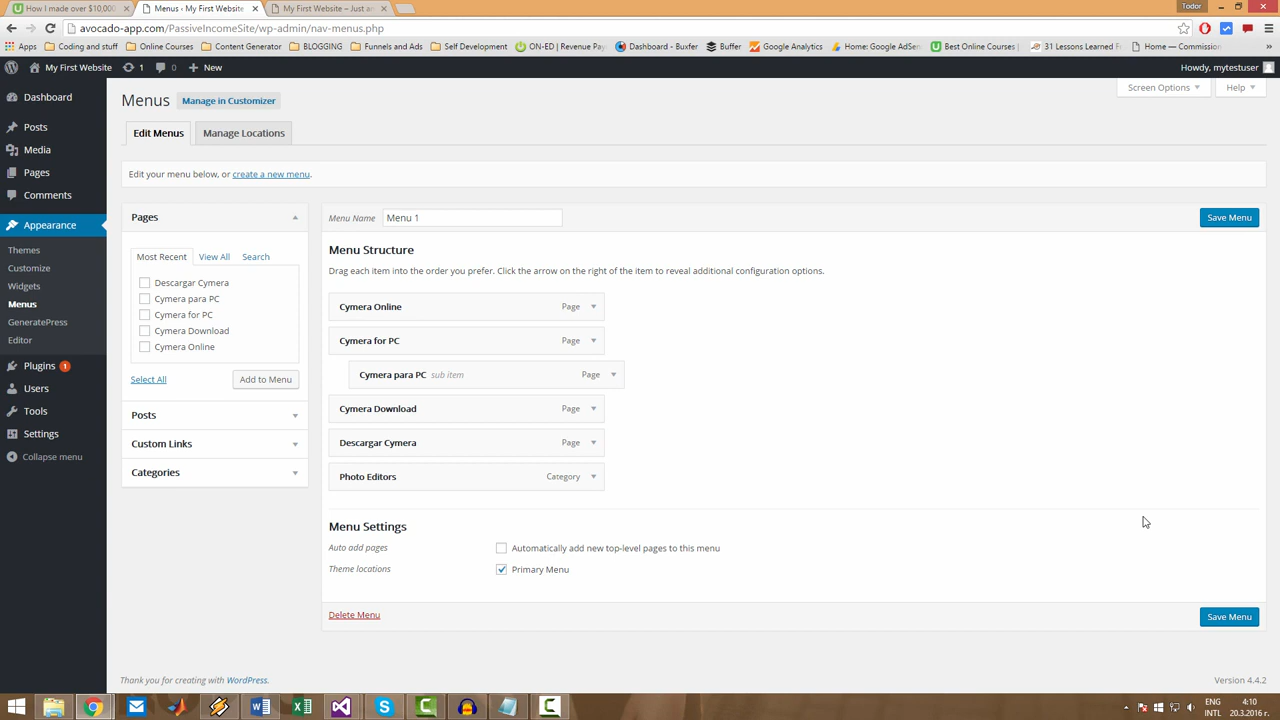 How I made over $10,000
Menus - My First Website
My First Website – Just an
Todor
avocado-app.com/PassiveIncomeSite/wp-admin/nav-menus.php
Apps
Coding and stuff
Online Courses
Content Generator
BLOGGING
Funnels and Ads
Self Development
ON-ED | Revenue Pay
Dashboard - Buxfer
Buffer
Google Analytics
Home: Google AdSen
Best Online Courses
31 Lessons Learned F
Home — Commission
My First Website
1
0
New
Howdy, mytestuser
Dashboard
Posts
Media
Pages
Comments
Appearance
Themes
Customize
Widgets
Menus
GeneratePress
Editor
Plugins 1
Users
Tools
Settings
Collapse menu
Menus
Manage in Customizer
Screen Options
Help
Edit Menus
Manage Locations
Edit your menu below, or create a new menu.
Pages
Most Recent
View All
Search
Descargar Cymera
Cymera para PC
Cymera for PC
Cymera Download
Cymera Online
Select All
Add to Menu
Posts
Custom Links
Categories
Menu Name
Menu 1
Save Menu
Menu Structure
Drag each item into the order you prefer. Click the arrow on the right of the item to reveal additional configuration options.
Cymera Online Page
Cymera for PC Page
Cymera para PC sub item Page
Cymera Download Page
Descargar Cymera Page
Photo Editors Category
Menu Settings
Auto add pages
Automatically add new top-level pages to this menu
Theme locations
Primary Menu
Delete Menu
Save Menu
Thank you for creating with WordPress.
Version 4.4.2
ENG
INTL
4:10
20.3.2016 г.